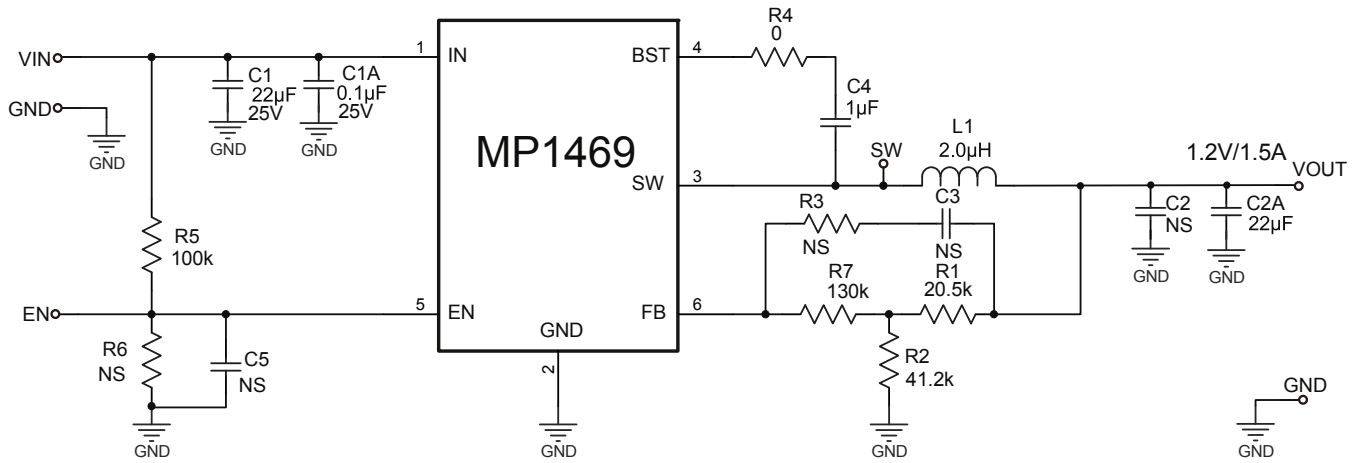 VIN
GND
GND
1
IN
C1
22µF
25V
GND
C1A
0.1µF
25V
GND
R5
100k
EN
5
EN
R6
NS
C5
NS
GND
MP1469
GND
2
GND
BST
4
R4
0
C4
1µF
SW
3
SW
L1
2.0µH
R3
NS
C3
NS
R7
130k
R1
20.5k
FB
6
R2
41.2k
GND
1.2V/1.5A
VOUT
C2
NS
GND
C2A
22µF
GND
GND
GND